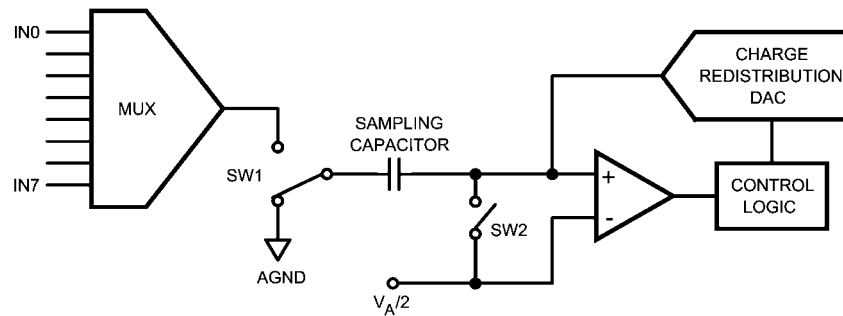 IN0
MUX
IN7
SW1
AGND
SAMPLING
CAPACITOR
SW2
V_A/2
+
-
CHARGE
REDISTRIBUTION
DAC
CONTROL
LOGIC